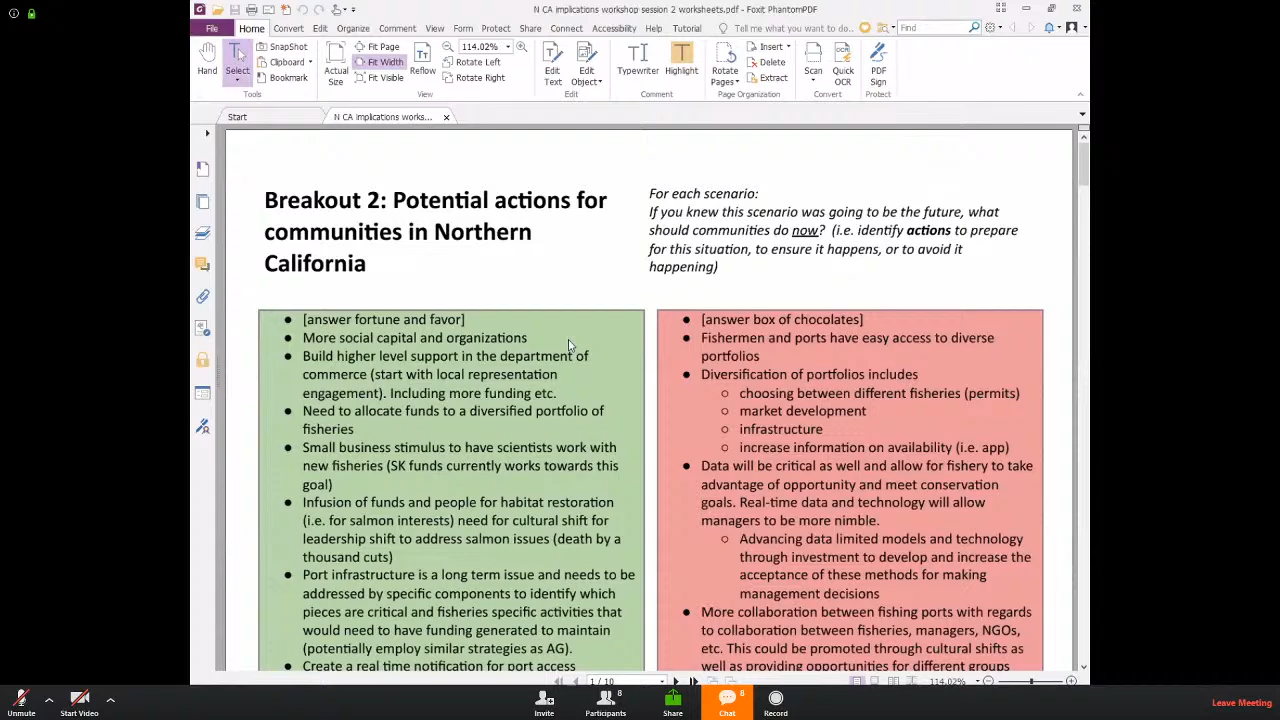 N CA implications workshop session 2 worksheets.pdf - Foxit PhantomPDF
File Home Convert Edit Organize Comment View Form Protect Share Connect Accessibility Help Tutorial Tell me what you want to do... Find
SnapShot
Clipboard
Bookmark
Hand
Select
Tools
Fit Page
Fit Width
Fit Visible
Actual Size
Reflow
114.02%
Rotate Left
Rotate Right
View
Edit Text
Edit Object
Edit
Typewriter
Highlight
Comment
Rotate Pages
Insert
Delete
Extract
Page Organization
Scan
Quick OCR
Convert
PDF Sign
Protect
Start
N CA implications works...
Breakout 2: Potential actions for
communities in Northern
California
For each scenario:
If you knew this scenario was going to be the future, what
should communities do now? (i.e. identify actions to prepare
for this situation, to ensure it happens, or to avoid it
happening)
● [answer fortune and favor]
● More social capital and organizations
● Build higher level support in the department of
commerce (start with local representation
engagement). Including more funding etc.
● Need to allocate funds to a diversified portfolio of
fisheries
● Small business stimulus to have scientists work with
new fisheries (SK funds currently works towards this
goal)
● Infusion of funds and people for habitat restoration
(i.e. for salmon interests) need for cultural shift for
leadership shift to address salmon issues (death by a
thousand cuts)
● Port infrastructure is a long term issue and needs to be
addressed by specific components to identify which
pieces are critical and fisheries specific activities that
would need to have funding generated to maintain
(potentially employ similar strategies as AG).
● Create a real time notification for port access
● [answer box of chocolates]
● Fishermen and ports have easy access to diverse
portfolios
● Diversification of portfolios includes
○ choosing between different fisheries (permits)
○ market development
○ infrastructure
○ increase information on availability (i.e. app)
● Data will be critical as well and allow for fishery to take
advantage of opportunity and meet conservation
goals. Real-time data and technology will allow
managers to be more nimble.
○ Advancing data limited models and technology
through investment to develop and increase the
acceptance of these methods for making
management decisions
● More collaboration between fishing ports with regards
to collaboration between fisheries, managers, NGOs,
etc. This could be promoted through cultural shifts as
well as providing opportunities for different groups
1 / 10
114.02%
Unmute
Start Video
Invite
Participants 8
Share
Chat 8
Record
Leave Meeting